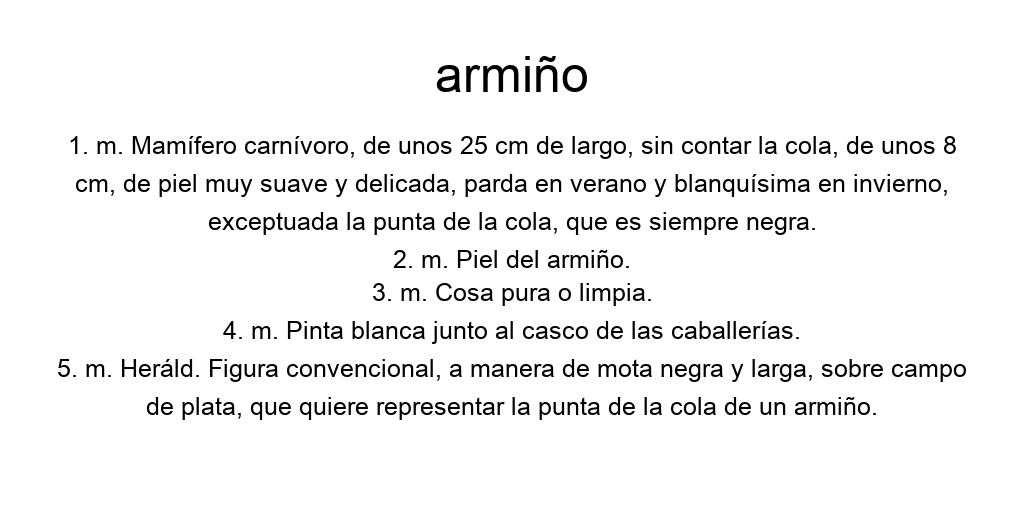 armiño
1. m. Mamífero carnívoro, de unos 25 cm de largo, sin contar la cola, de unos 8
cm, de piel muy suave y delicada, parda en verano y blanquísima en invierno,
exceptuada la punta de la cola, que es siempre negra.
2. m. Piel del armiño.
3. m. Cosa pura o limpia.
4. m. Pinta blanca junto al casco de las caballerías.
5. m. Heráld. Figura convencional, a manera de mota negra y larga, sobre campo
de plata, que quiere representar la punta de la cola de un armiño.